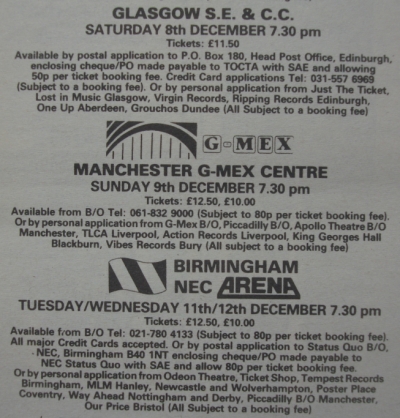 GLASGOW S.E. & C.C.
SATURDAY 8th DECEMBER 7.30 pm
Tickets: £11.50
Available by postal application to P.O. Box 180, Head Post Office, Edinburgh,
enclosing cheque/PO made payable to TOCTA with SAE and allowing
50p per ticket booking fee. Credit Card applications Tel: 031-557 6969
(Subject to a booking fee). Or by personal application from Just The Ticket,
Lost in Music Glasgow, Virgin Records, Ripping Records Edinburgh,
One Up Aberdeen, Grouchos Dundee (All Subject to a booking fee)
G-MEX
MANCHESTER G-MEX CENTRE
SUNDAY 9th DECEMBER 7.30 pm
Tickets: £12.50, £10.00
Available from B/O Tel: 061-832 9000 (Subject to 80p per ticket booking fee).
Or by personal application from G-Mex B/O, Piccadilly B/O, Apollo Theatre B/O
Manchester, TLCA Liverpool, Action Records Liverpool, King Georges Hall
Blackburn, Vibes Records Bury (All subject to a booking fee)
BIRMINGHAM
NEC ARENA
TUESDAY/WEDNESDAY 11th/12th DECEMBER 7.30 pm
Tickets: £12.50, £10.00
Available from B/O Tel: 021-780 4133 (Subject to 80p per ticket booking fee).
All major Credit Cards accepted. Or by postal application to Status Quo B/O,
NEC, Birmingham B40 1NT enclosing cheque/PO made payable to
NEC Status Quo with SAE and allow 80p per ticket booking fee.
Or by personal application from Odeon Theatre, Ticket Shop, Tempest Records
Birmingham, MLM Hanley, Newcastle and Wolverhampton, Poster Place
Coventry, Way Ahead Nottingham and Derby, Piccadilly B/O Manchester,
Our Price Bristol (All Subject to a booking fee)